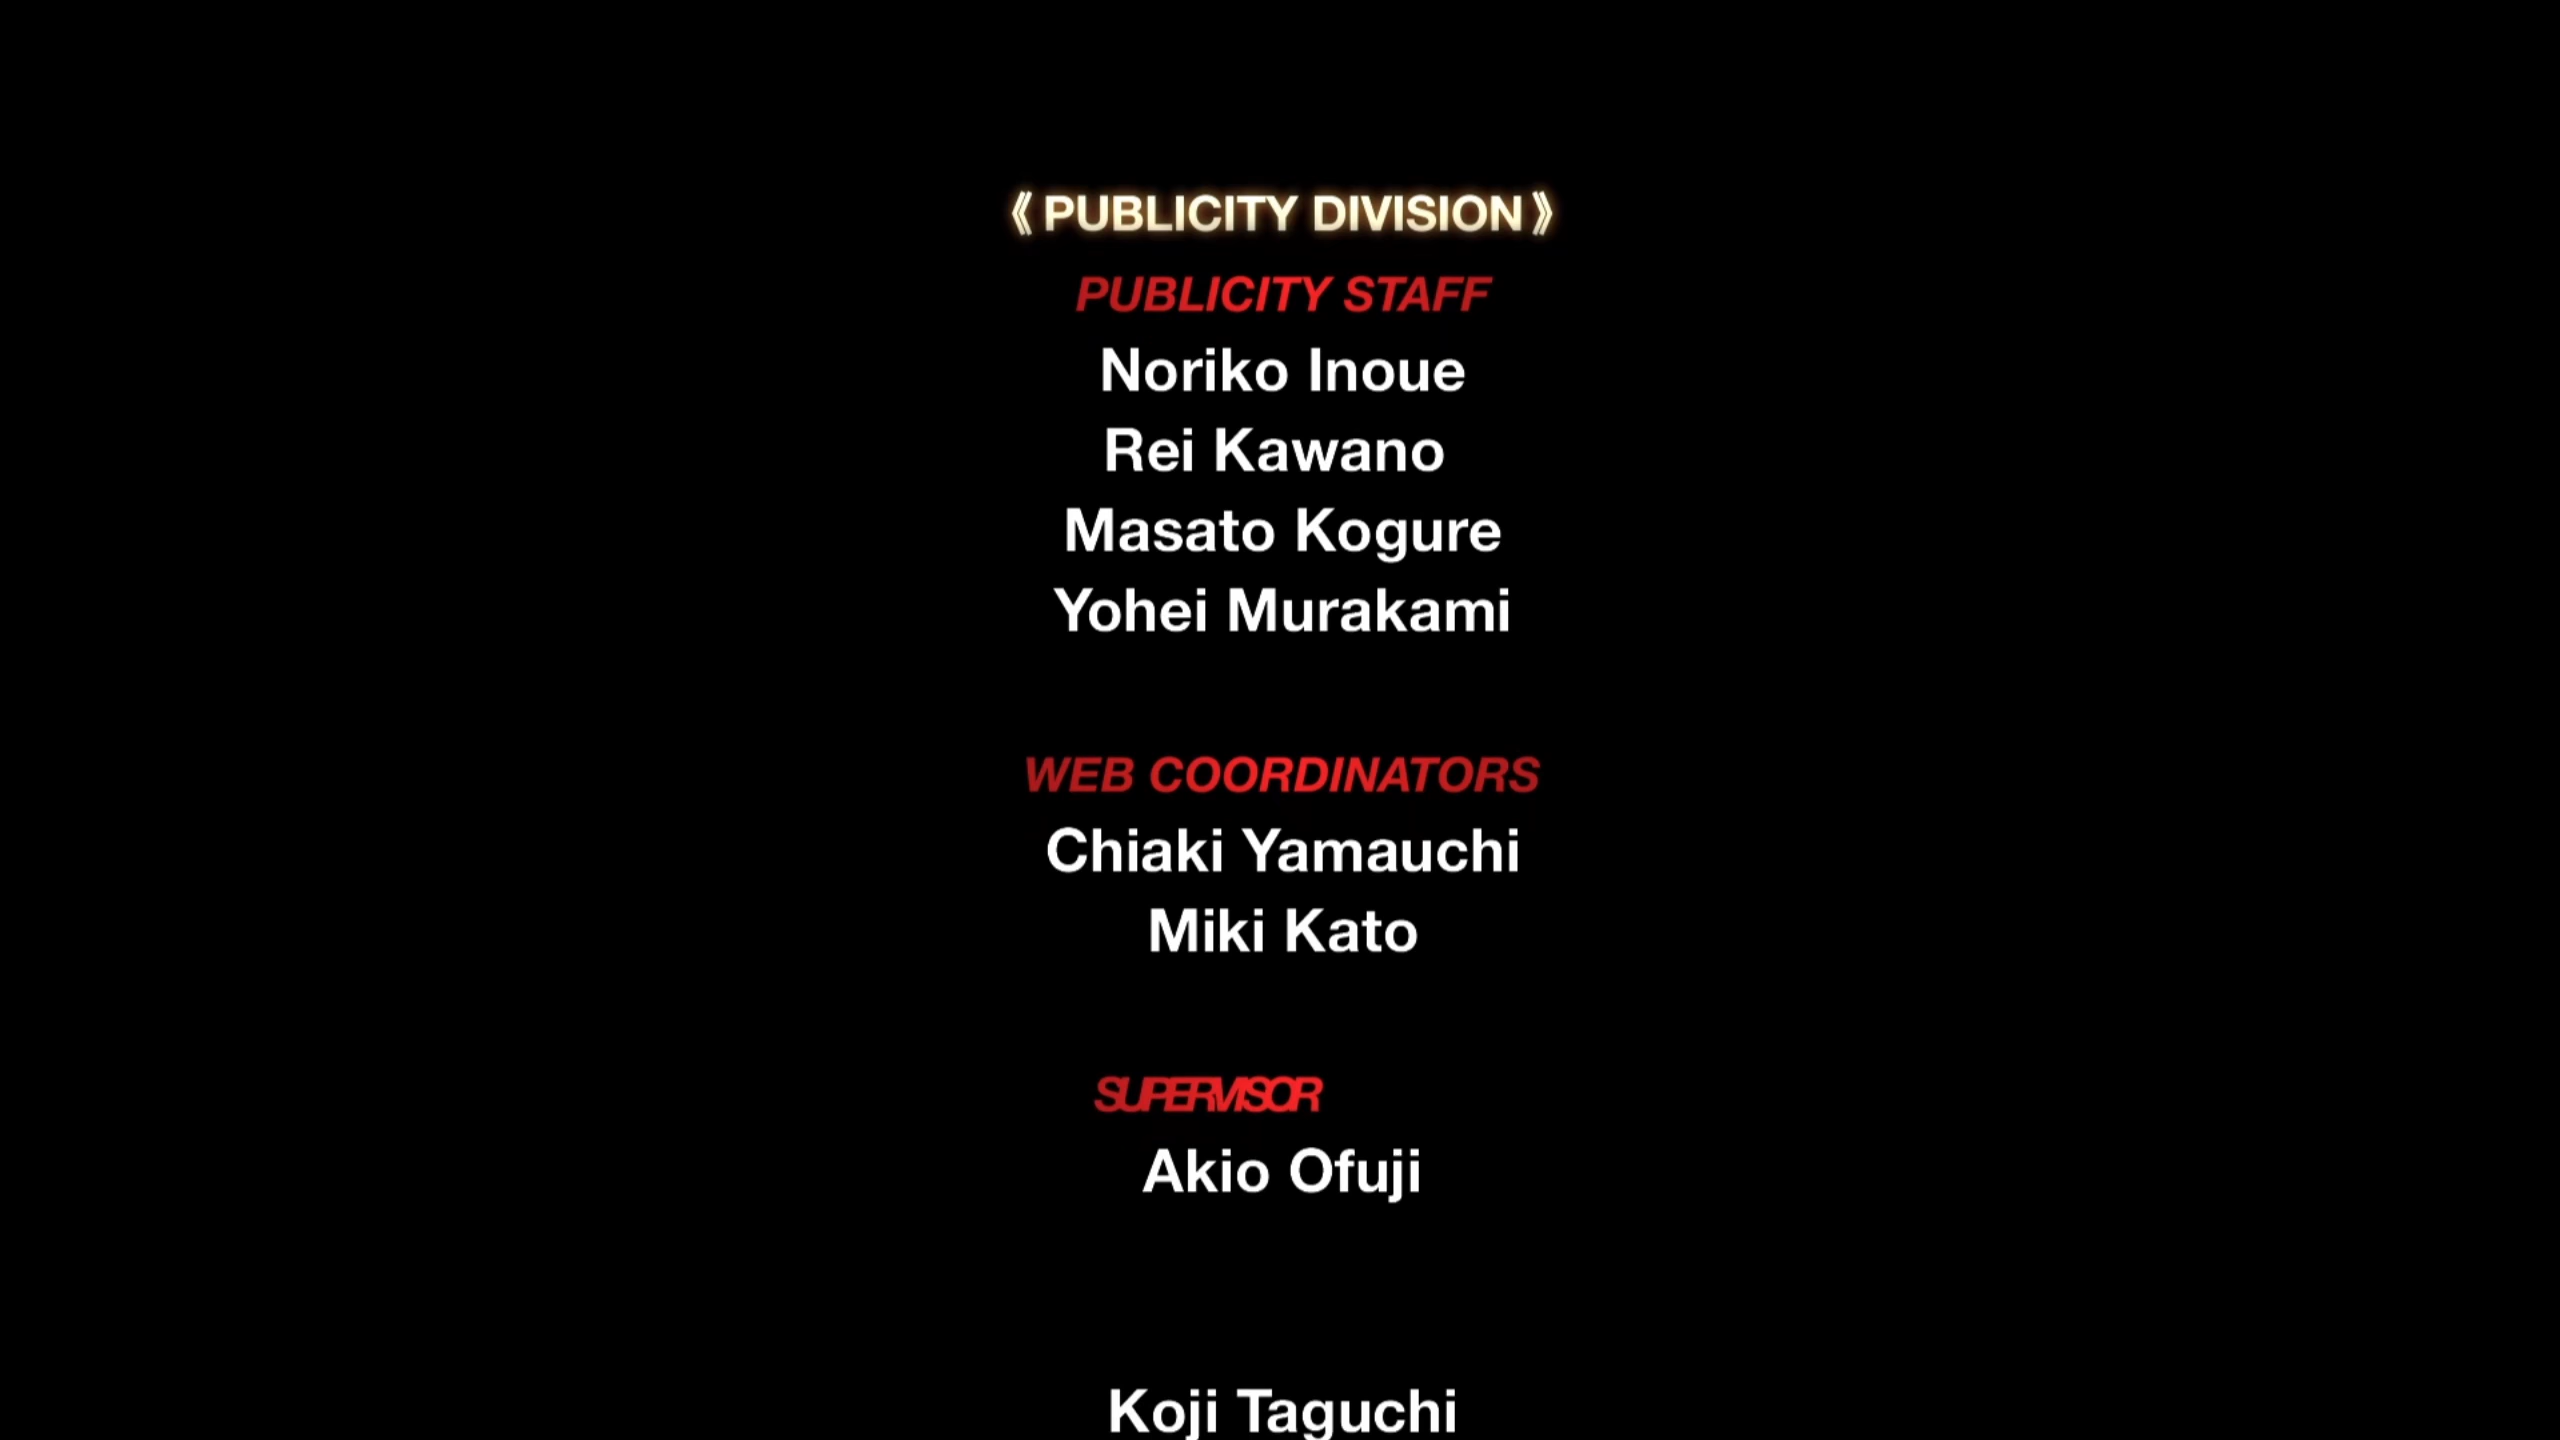 《 PUBLICITY DIVISION 》
PUBLICITY STAFF
Noriko Inoue
Rei Kawano
Masato Kogure
Yohei Murakami
WEB COORDINATORS
Chiaki Yamauchi
Miki Kato
SUPERVISOR
Akio Ofuji
Koji Taguchi